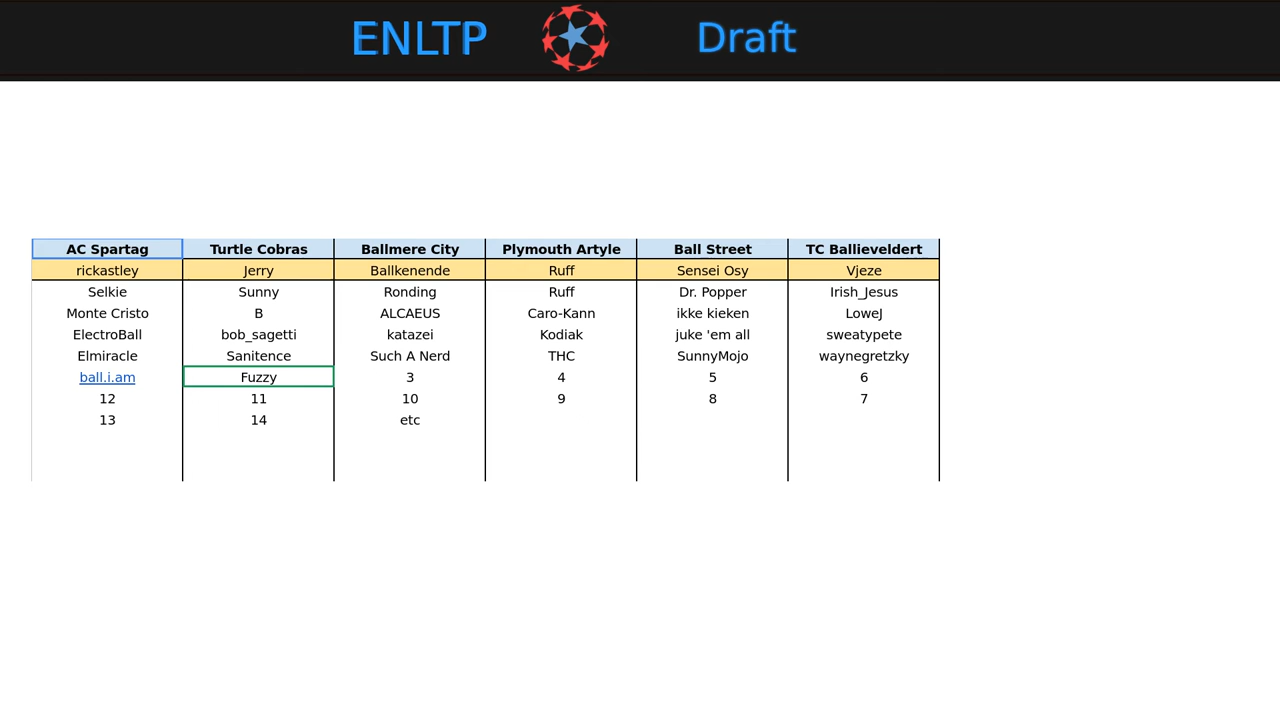 ENLTP Draft
AC Spartag Turtle Cobras Ballmere City Plymouth Artyle Ball Street TC Ballieveldert
rickastley Jerry Ballkenende Ruff Sensei Osy Vjeze
Selkie Sunny Ronding Ruff Dr. Popper Irish_Jesus
Monte Cristo B ALCAEUS Caro-Kann ikke kieken LoweJ
ElectroBall bob_sagetti katazei Kodiak juke 'em all sweatypete
Elmiracle Sanitence Such A Nerd THC SunnyMojo waynegretzky
ball.i.am Fuzzy 3 4 5 6
12 11 10 9 8 7
13 14 etc